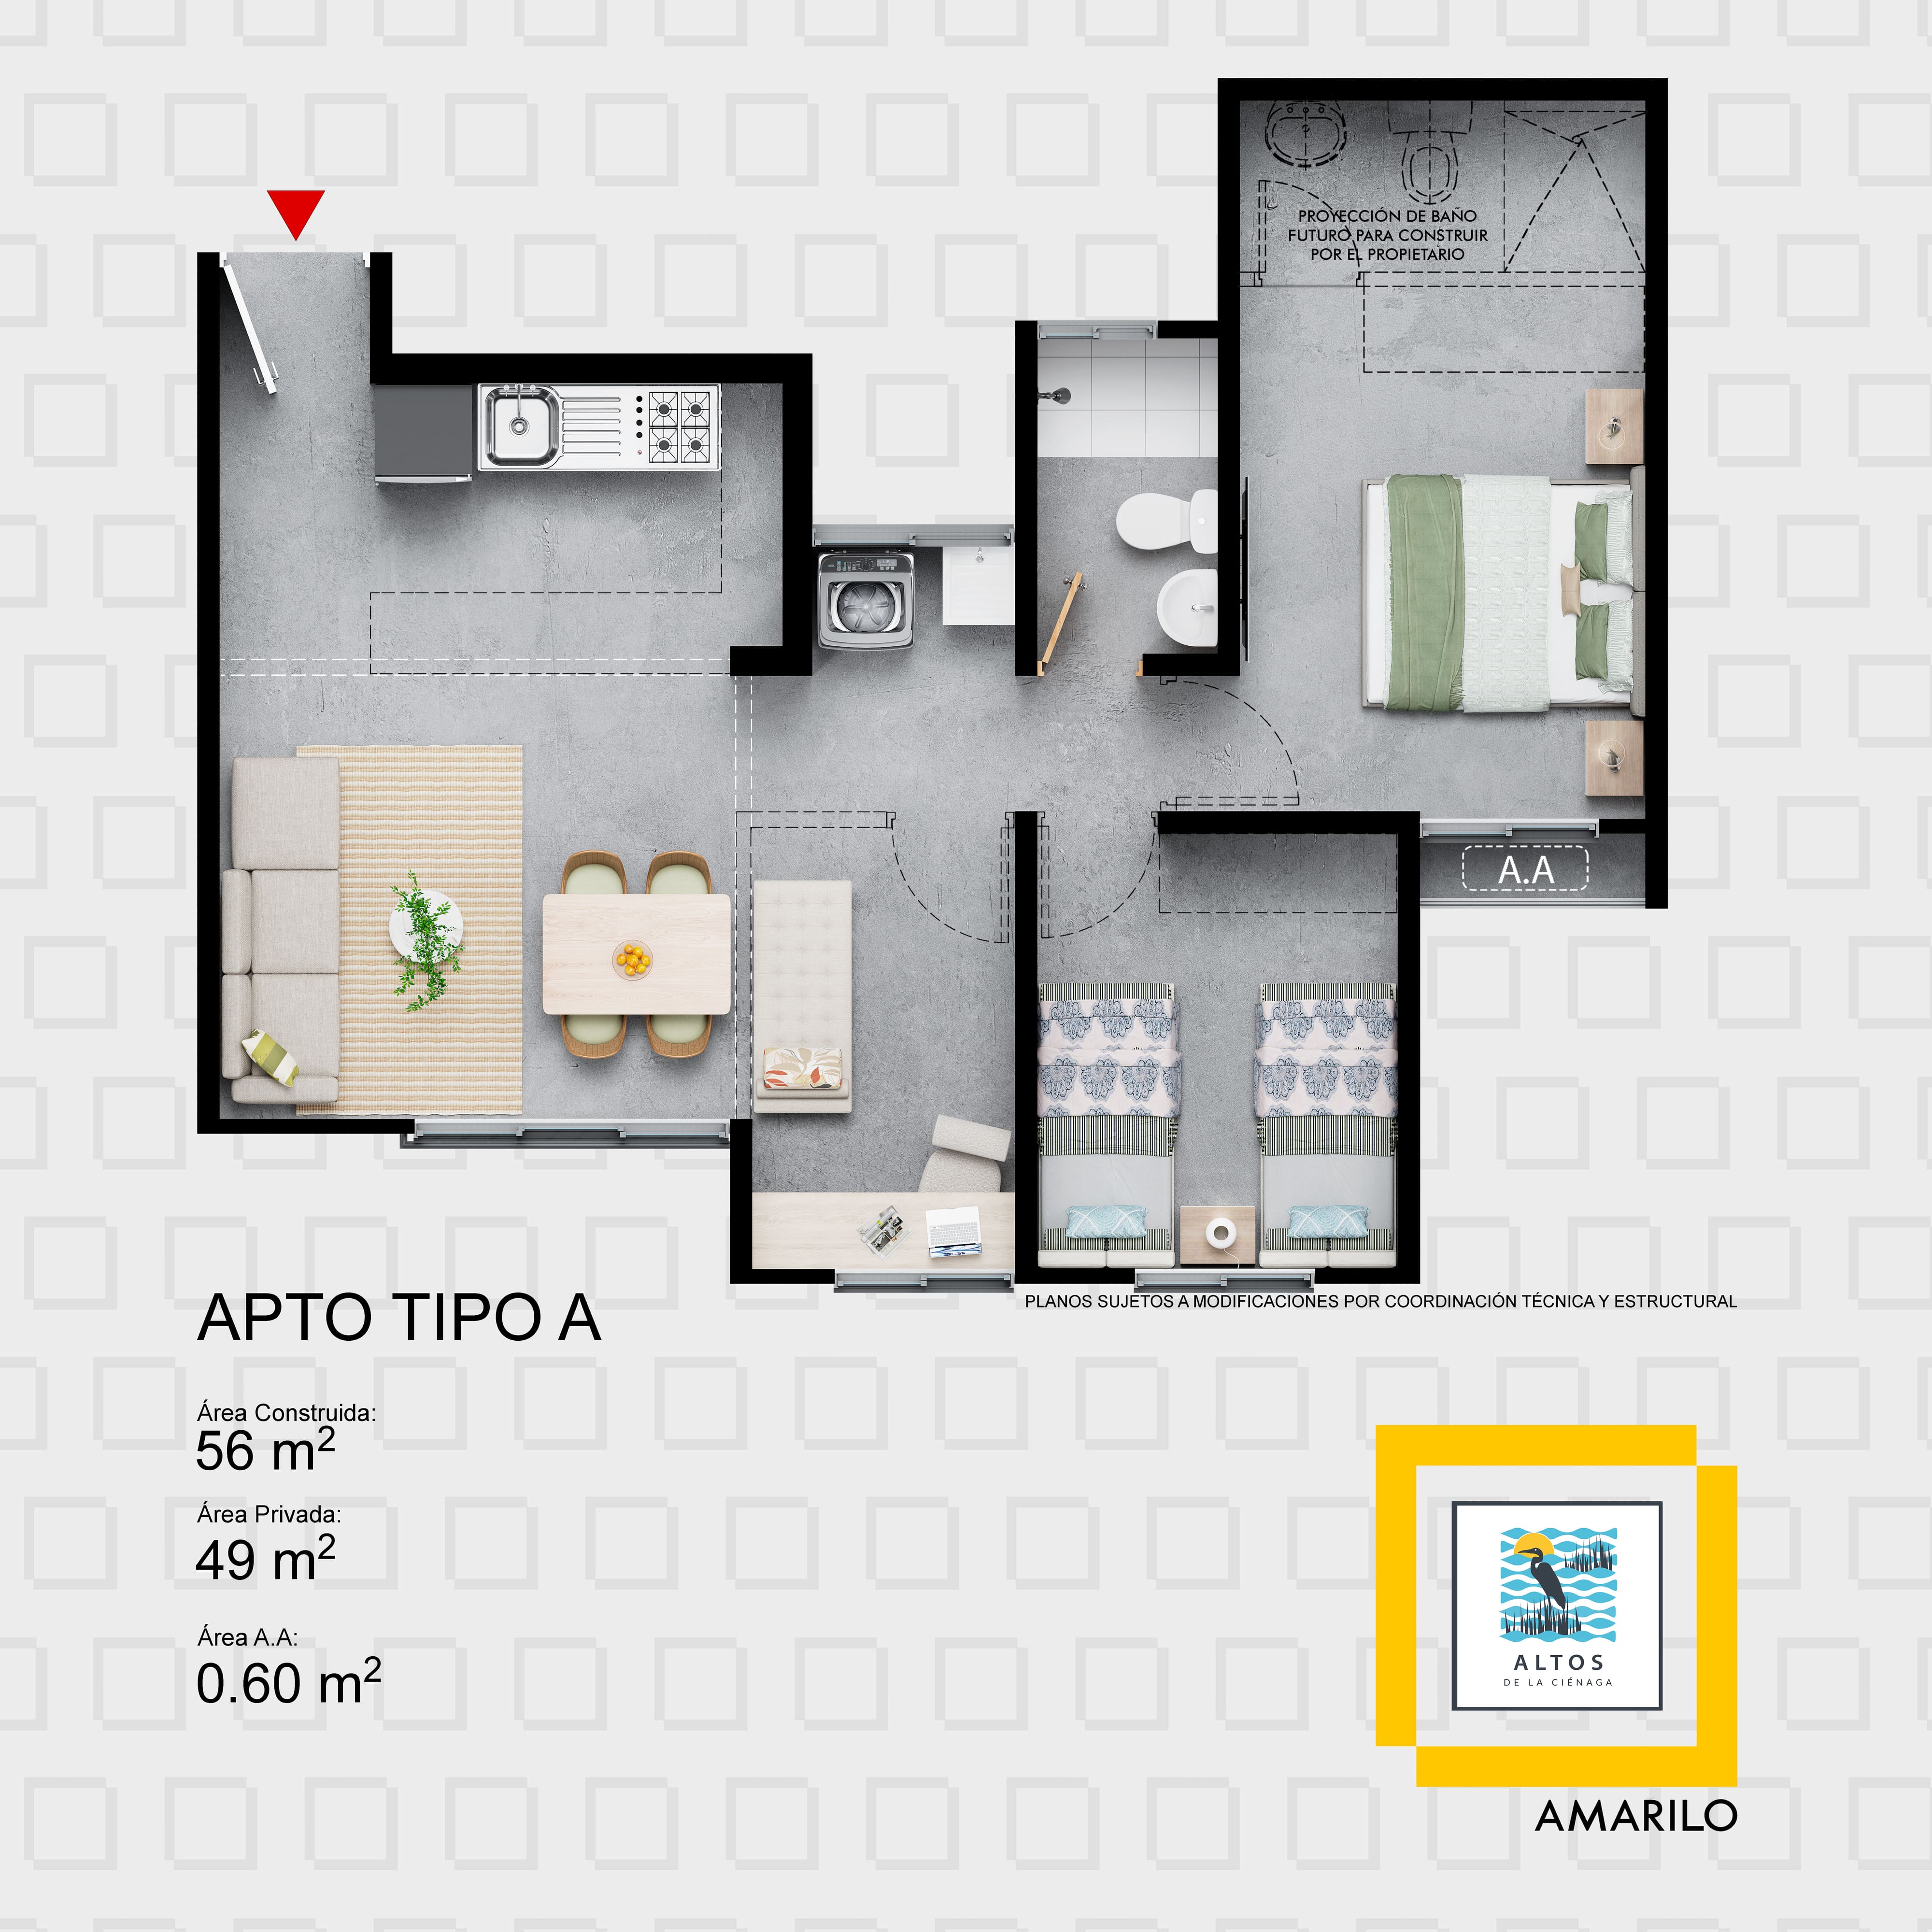 PROYECCIÓN DE BAÑO
FUTURO PARA CONSTRUIR
POR EL PROPIETARIO
A.A
PLANOS SUJETOS A MODIFICACIONES POR COORDINACIÓN TÉCNICA Y ESTRUCTURAL
APTO TIPO A
Área Construida:
56 m²
Área Privada:
49 m²
Área A.A:
0.60 m²
ALTOS
DE LA CIÉNAGA
AMARILO